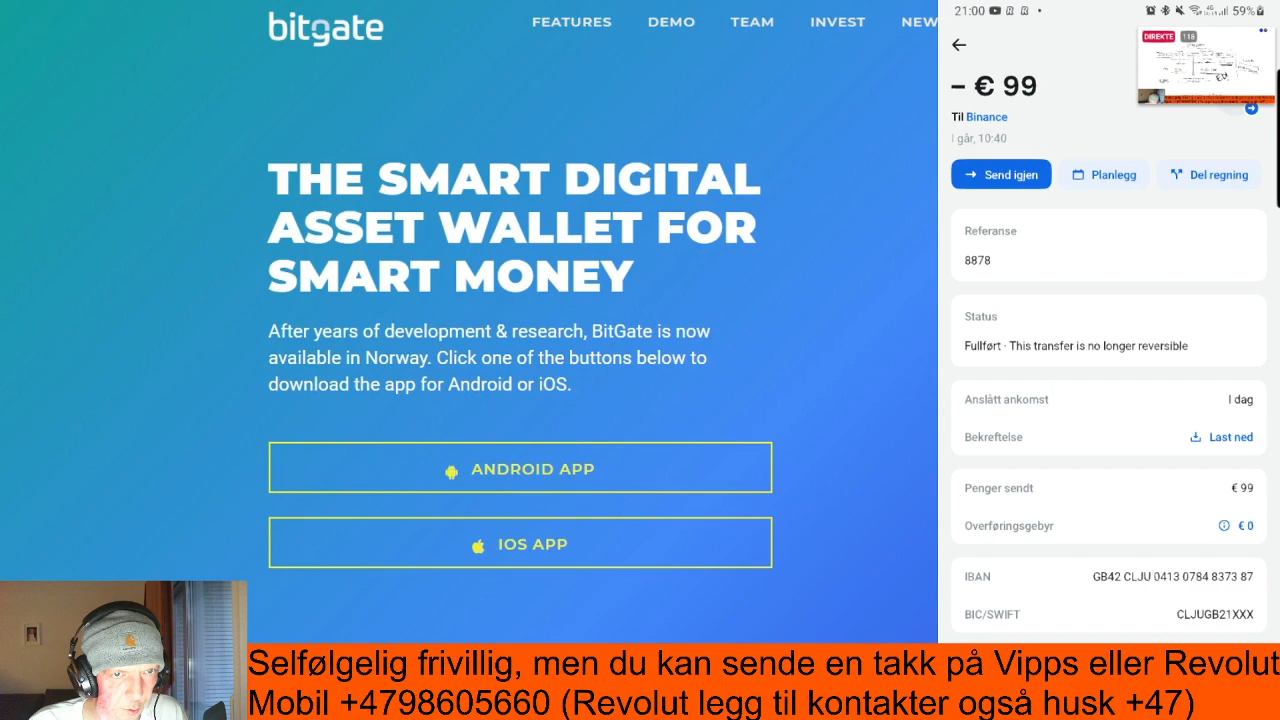 bitgate
FEATURES DEMO TEAM INVEST NEW
THE SMART DIGITAL
ASSET WALLET FOR
SMART MONEY
After years of development & research, BitGate is now
available in Norway. Click one of the buttons below to
download the app for Android or iOS.
ANDROID APP
IOS APP
21:00 4G 59%
DIREKTE 118
– € 99
Til Binance
I går, 10:40
Send igjen Planlegg Del regning
Referanse
8878
Status
Fullført · This transfer is no longer reversible
Anslått ankomst I dag
Bekreftelse Last ned
Penger sendt € 99
Overføringsgebyr € 0
IBAN GB42 CLJU 0413 0784 8373 87
BIC/SWIFT CLJUGB21XXX
Selfølgelig frivillig, men du kan sende en takk på Vipps eller Revolut
Mobil +4798605660 (Revolut legg til kontakter også husk +47)